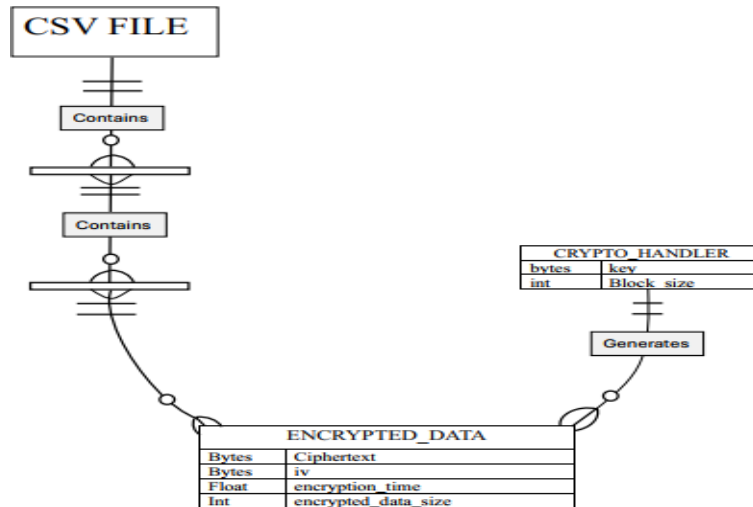 CSV FILE
Contains
Contains
CRYPTO_HANDLER
bytes key
int Block_size
Generates
ENCRYPTED_DATA
Bytes Ciphertext
Bytes iv
Float encryption_time
Int encrypted_data_size